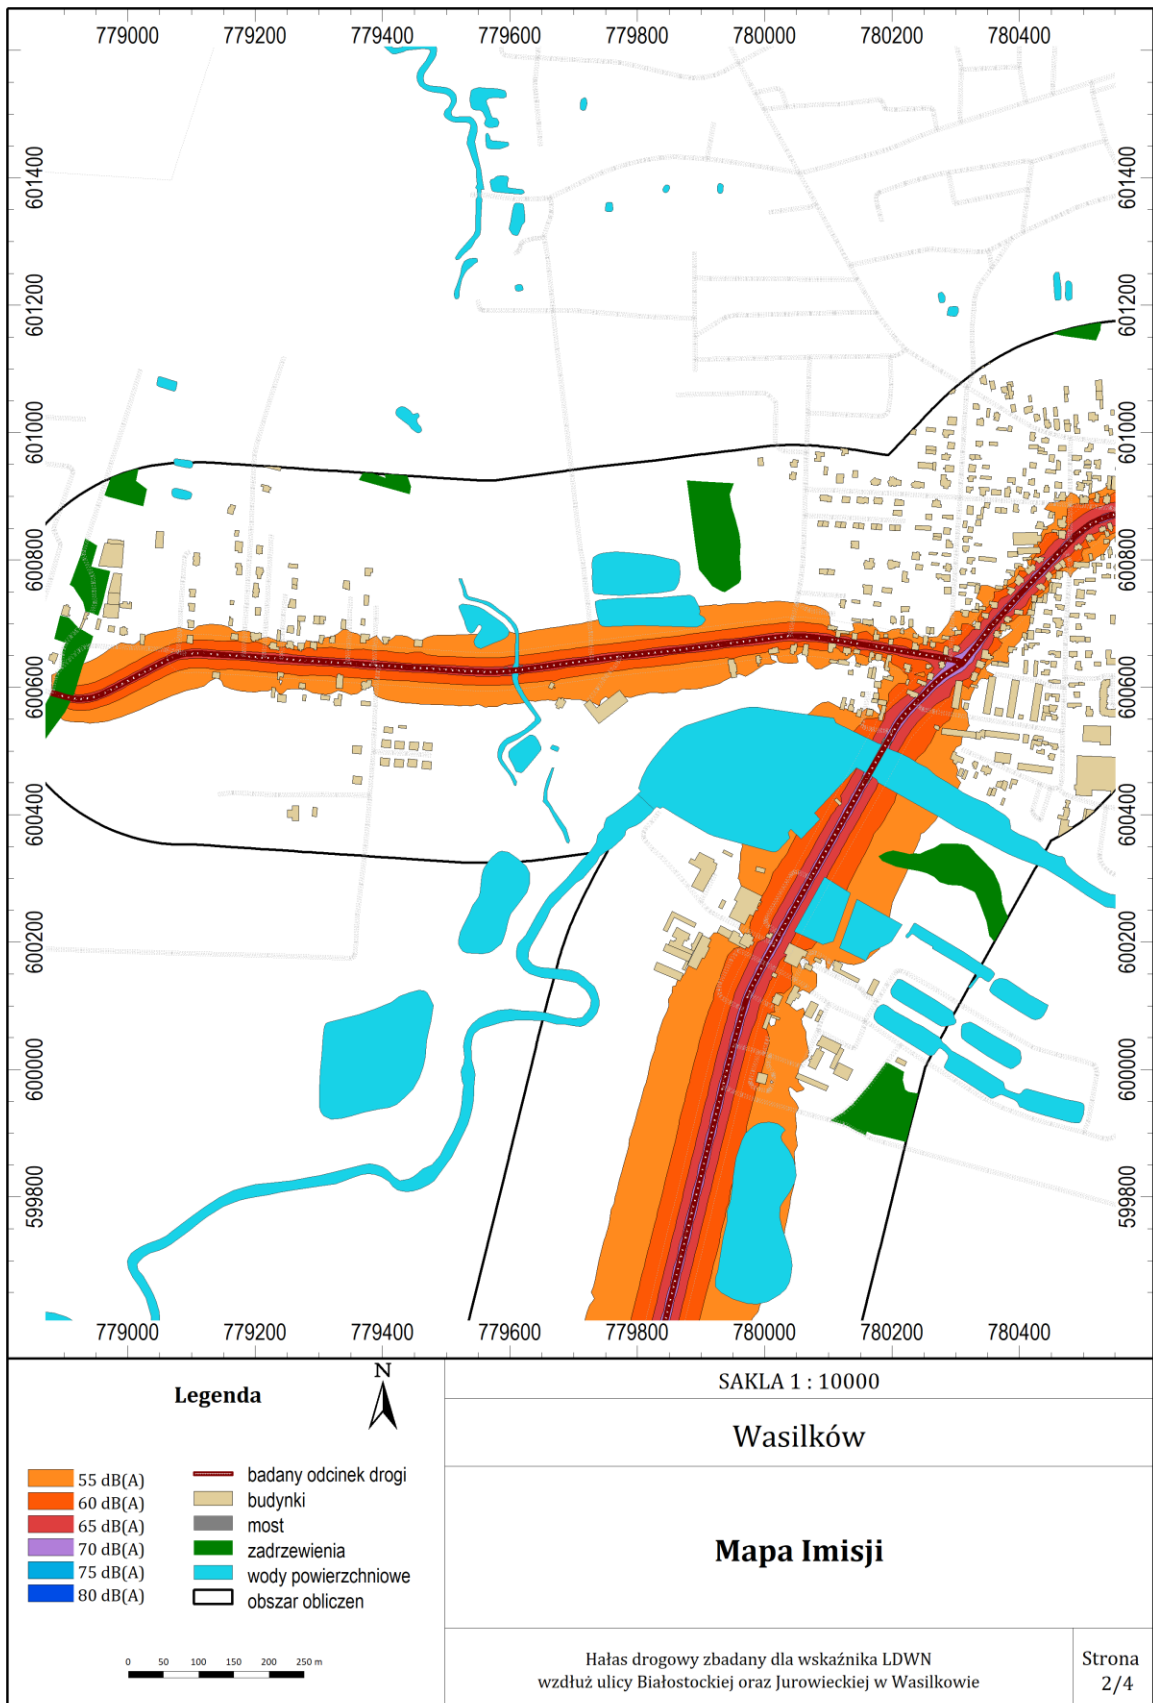 779000 779200 779400 779600 779800 780000 780200 780400
601400 601400
601200 601200
601000 601000
600800 600800
600600 600600
600400 600400
600200 600200
600000 600000
599800 599800
779000 779200 779400 779600 779800 780000 780200 780400
Legenda
N
55 dB(A)
60 dB(A)
65 dB(A)
70 dB(A)
75 dB(A)
80 dB(A)
badany odcinek drogi
budynki
most
zadrzewienia
wody powierzchniowe
obszar obliczen
0 50 100 150 200 250 m
SAKLA 1 : 10000
Wasilków
Mapa Imisji
Hałas drogowy zbadany dla wskaźnika LDWN
wzdłuż ulicy Białostockiej oraz Jurowieckiej w Wasilkowie
Strona
2/4